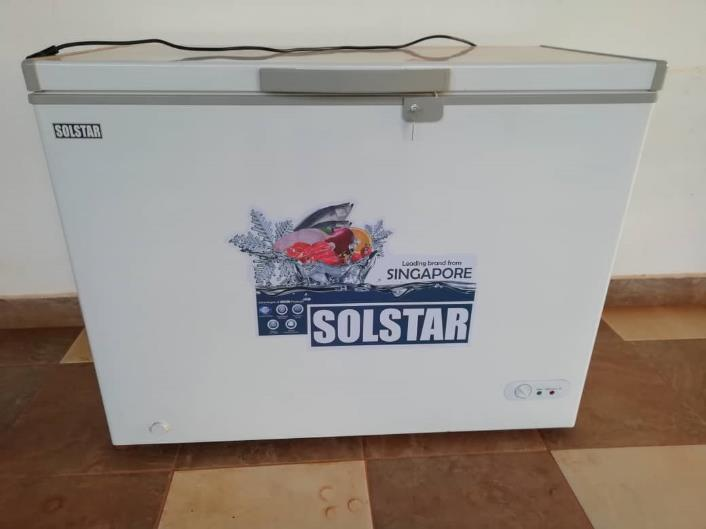 SOLSTAR
Leading brand from
SINGAPORE
SOLSTAR